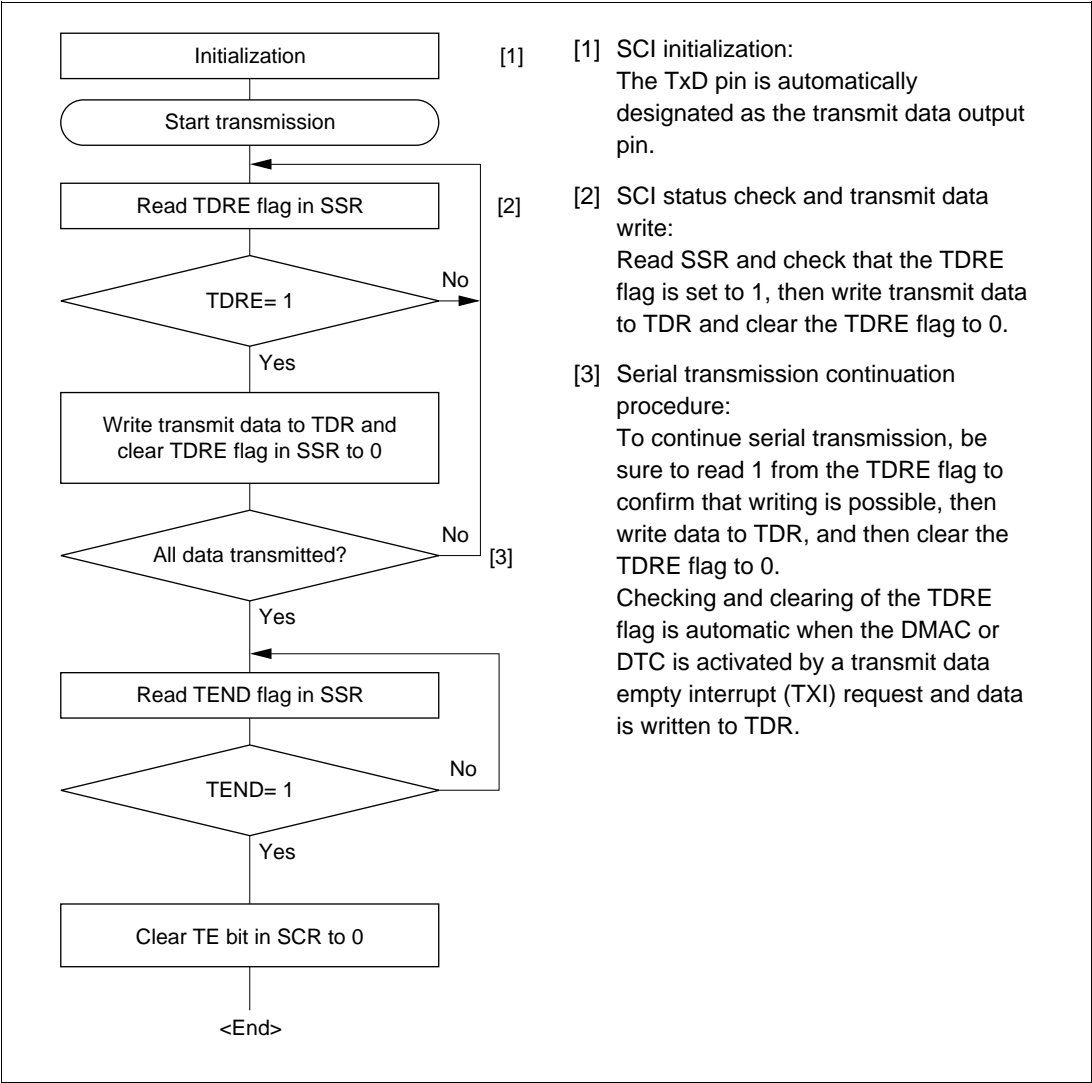 Initialization
[1]
Start transmission
Read TDRE flag in SSR
[2]
TDRE= 1
No
Yes
Write transmit data to TDR and
clear TDRE flag in SSR to 0
All data transmitted?
No
[3]
Yes
Read TEND flag in SSR
TEND= 1
No
Yes
Clear TE bit in SCR to 0
<End>
[1] SCI initialization:
The TxD pin is automatically
designated as the transmit data output
pin.
[2] SCI status check and transmit data
write:
Read SSR and check that the TDRE
flag is set to 1, then write transmit data
to TDR and clear the TDRE flag to 0.
[3] Serial transmission continuation
procedure:
To continue serial transmission, be
sure to read 1 from the TDRE flag to
confirm that writing is possible, then
write data to TDR, and then clear the
TDRE flag to 0.
Checking and clearing of the TDRE
flag is automatic when the DMAC or
DTC is activated by a transmit data
empty interrupt (TXI) request and data
is written to TDR.